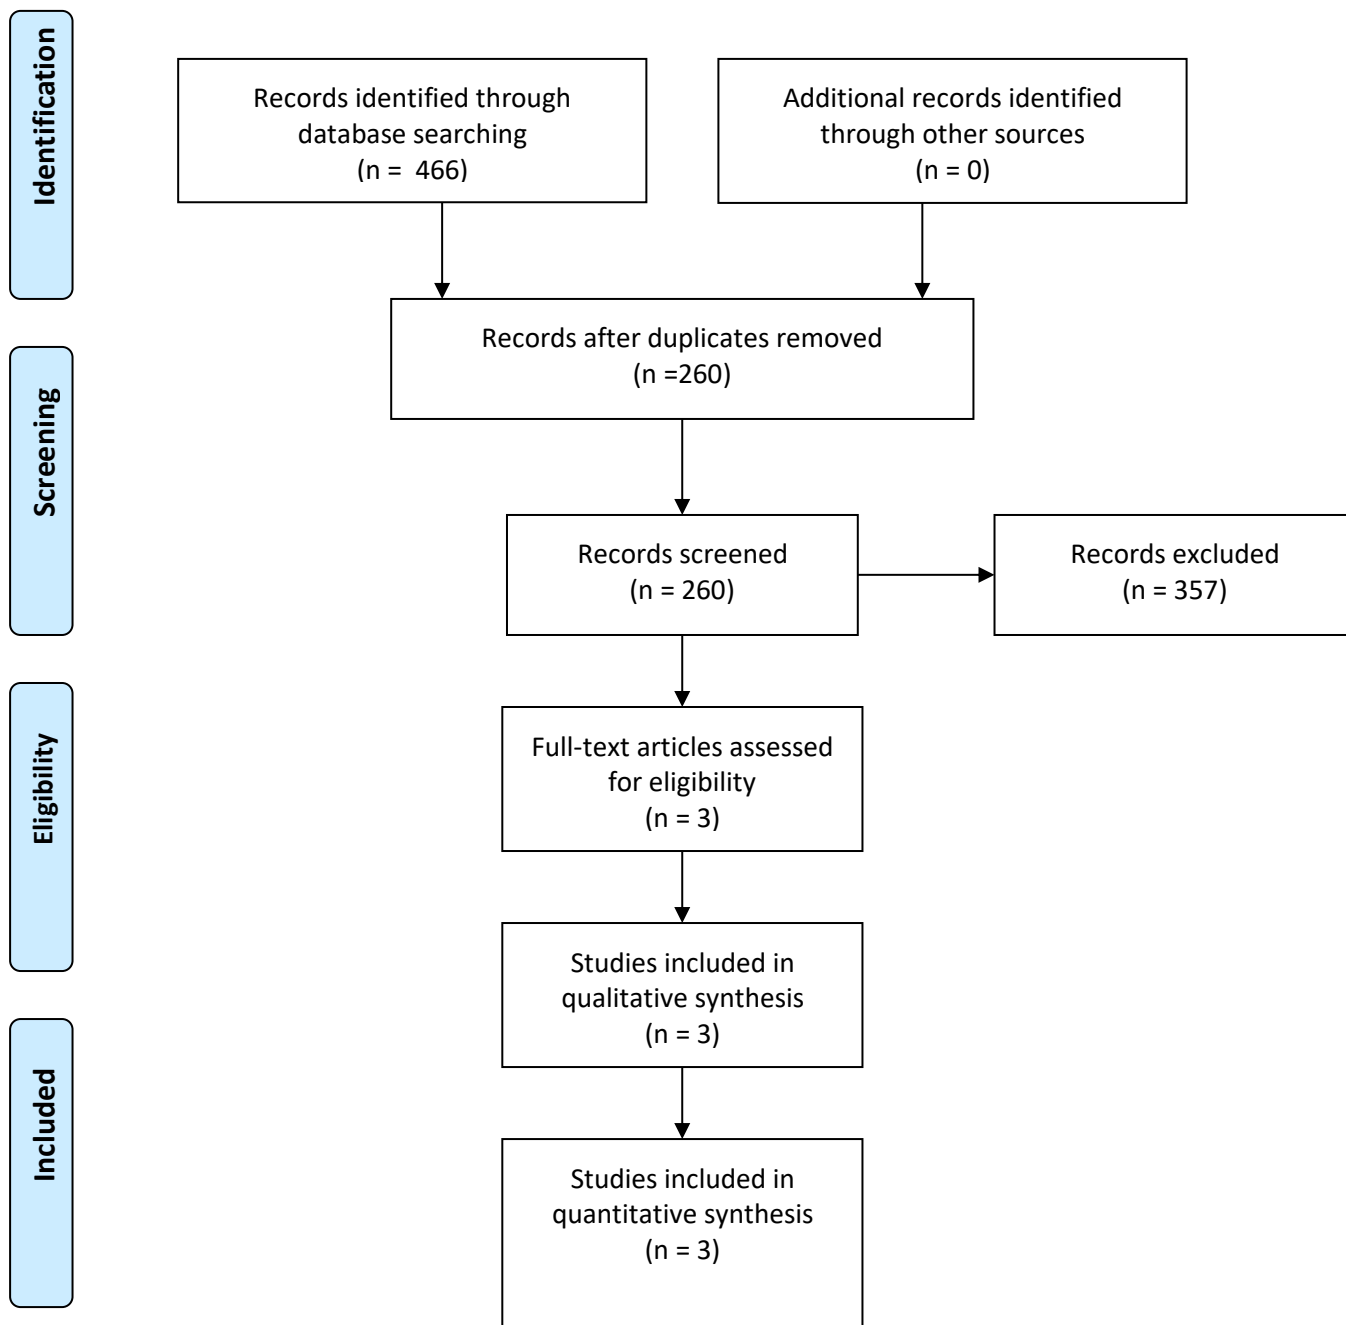 Identification
Records identified through
database searching
(n =  466)
Additional records identified
through other sources
(n = 0)
Records after duplicates removed
(n =260)
Screening
Records screened
(n = 260)
Records excluded
(n = 357)
Eligibility
Full-text articles assessed
for eligibility
(n = 3)
Studies included in
qualitative synthesis
(n = 3)
Included
Studies included in
quantitative synthesis
(n = 3)